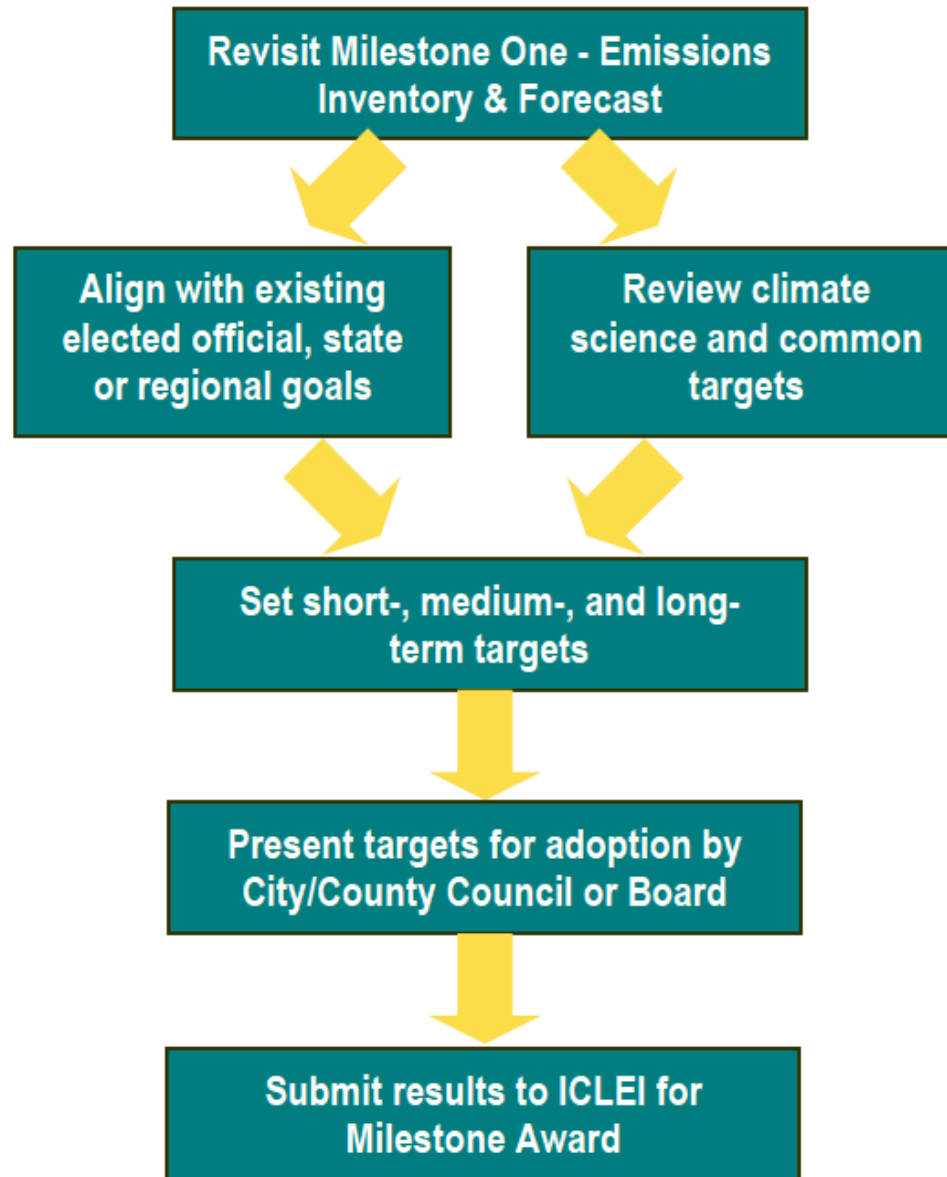 Revisit Milestone One - Emissions
Inventory & Forecast
Align with existing
elected official, state
or regional goals
Review climate
science and common
targets
Set short-, medium-, and long-
term targets
Present targets for adoption by
City/County Council or Board
Submit results to ICLEI for
Milestone Award